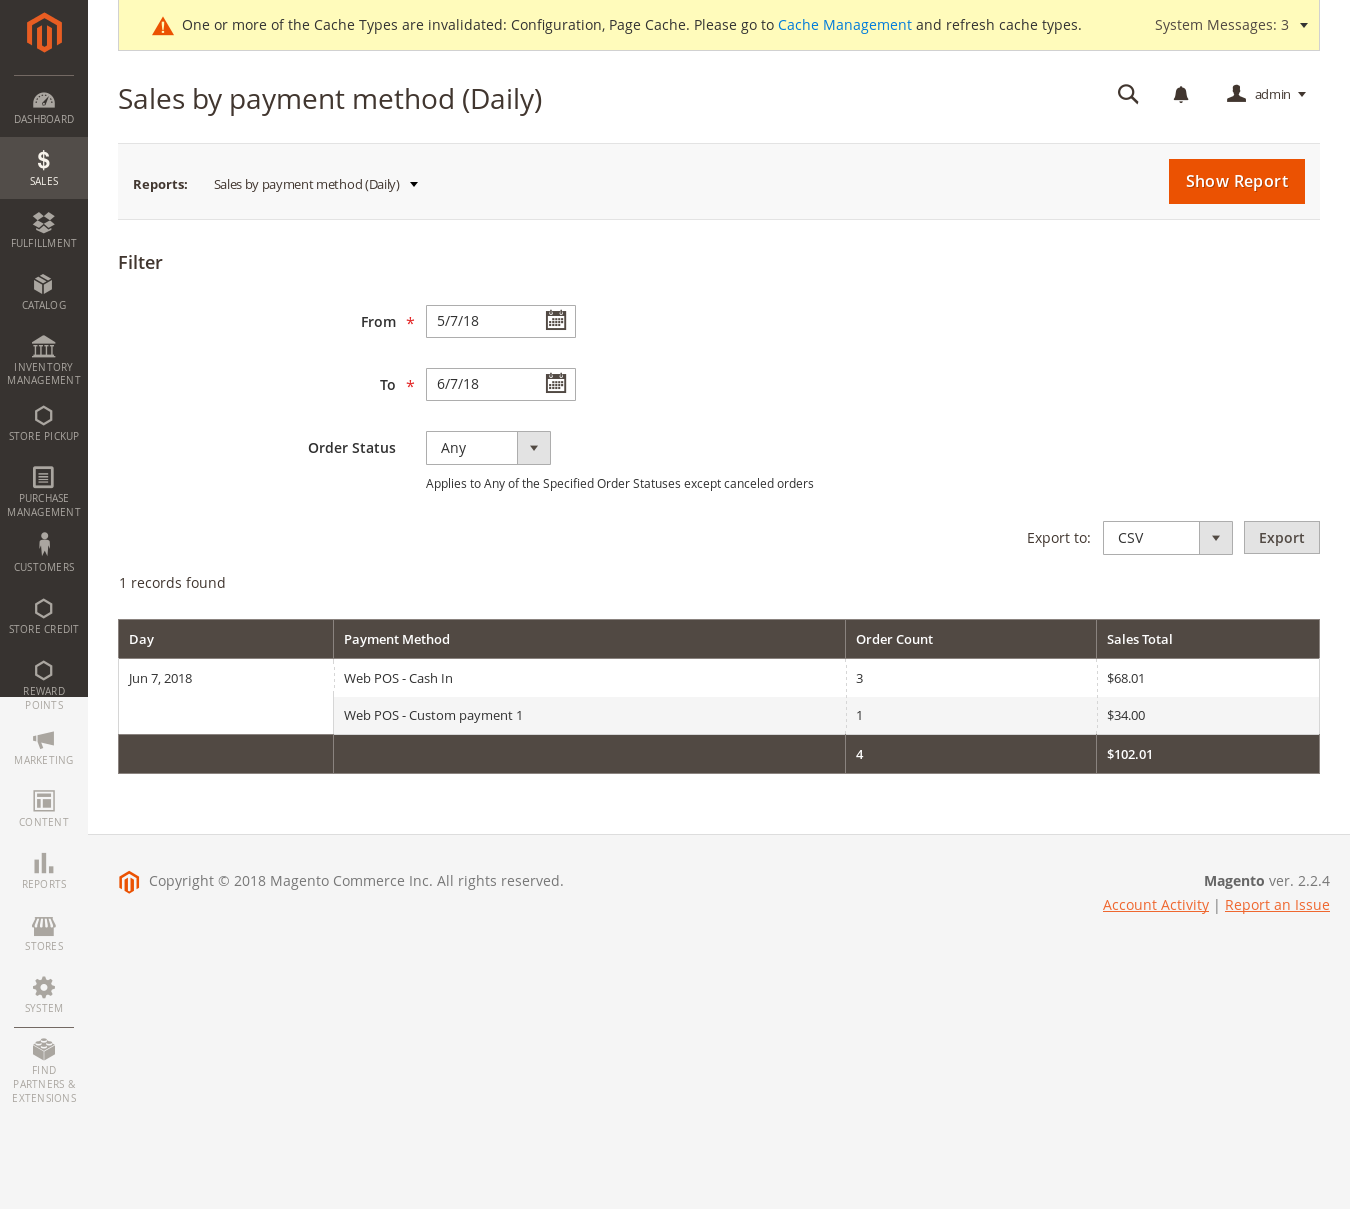 One or more of the Cache Types are invalidated: Configuration, Page Cache. Please go to Cache Management and refresh cache types.
System Messages: 3
Sales by payment method (Daily)
admin
Reports: Sales by payment method (Daily)
Show Report
Filter
From * 5/7/18
To * 6/7/18
Order Status Any
Applies to Any of the Specified Order Statuses except canceled orders
Export to: CSV Export
1 records found
Day Payment Method Order Count Sales Total
Jun 7, 2018 Web POS - Cash In 3 $68.01
Web POS - Custom payment 1 1 $34.00
4 $102.01
Copyright © 2018 Magento Commerce Inc. All rights reserved.
Magento ver. 2.2.4
Account Activity | Report an Issue
DASHBOARD
$
SALES
FULFILLMENT
CATALOG
INVENTORY
MANAGEMENT
STORE PICKUP
PURCHASE
MANAGEMENT
CUSTOMERS
STORE CREDIT
REWARD
POINTS
MARKETING
CONTENT
REPORTS
STORES
SYSTEM
FIND
PARTNERS &
EXTENSIONS